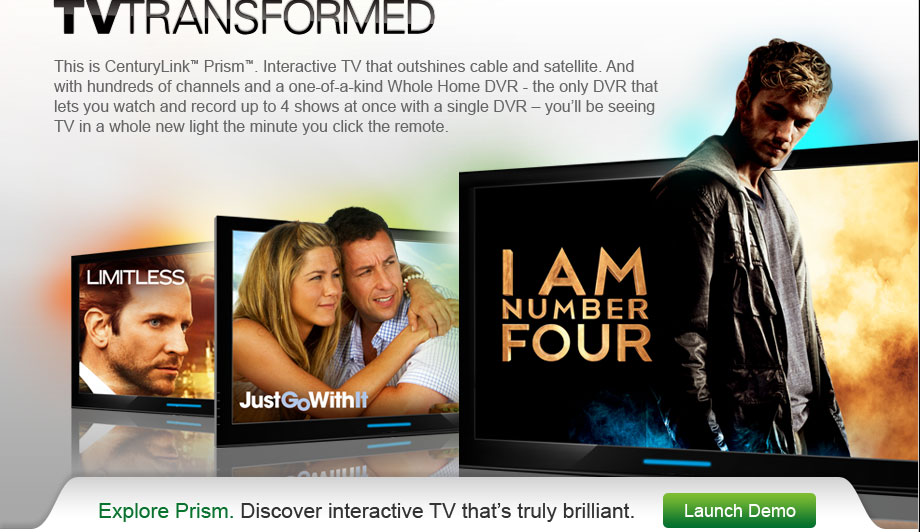 TVTRANSFORMED
This is CenturyLink™ Prism™. Interactive TV that outshines cable and satellite. And
with hundreds of channels and a one-of-a-kind Whole Home DVR - the only DVR that
lets you watch and record up to 4 shows at once with a single DVR – you'll be seeing
TV in a whole new light the minute you click the remote.
LIMITLESS
JustGoWithIt
I AM
NUMBER
FOUR
Explore Prism. Discover interactive TV that's truly brilliant.
Launch Demo